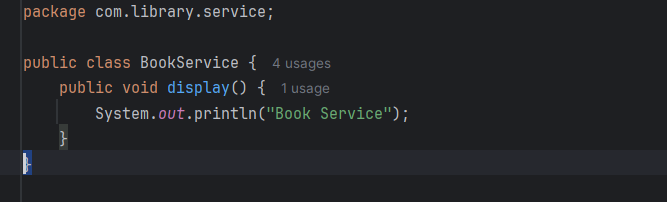 package com.library.service;
public class BookService { 4 usages
public void display() { 1 usage
System.out.println("Book Service");
}
}